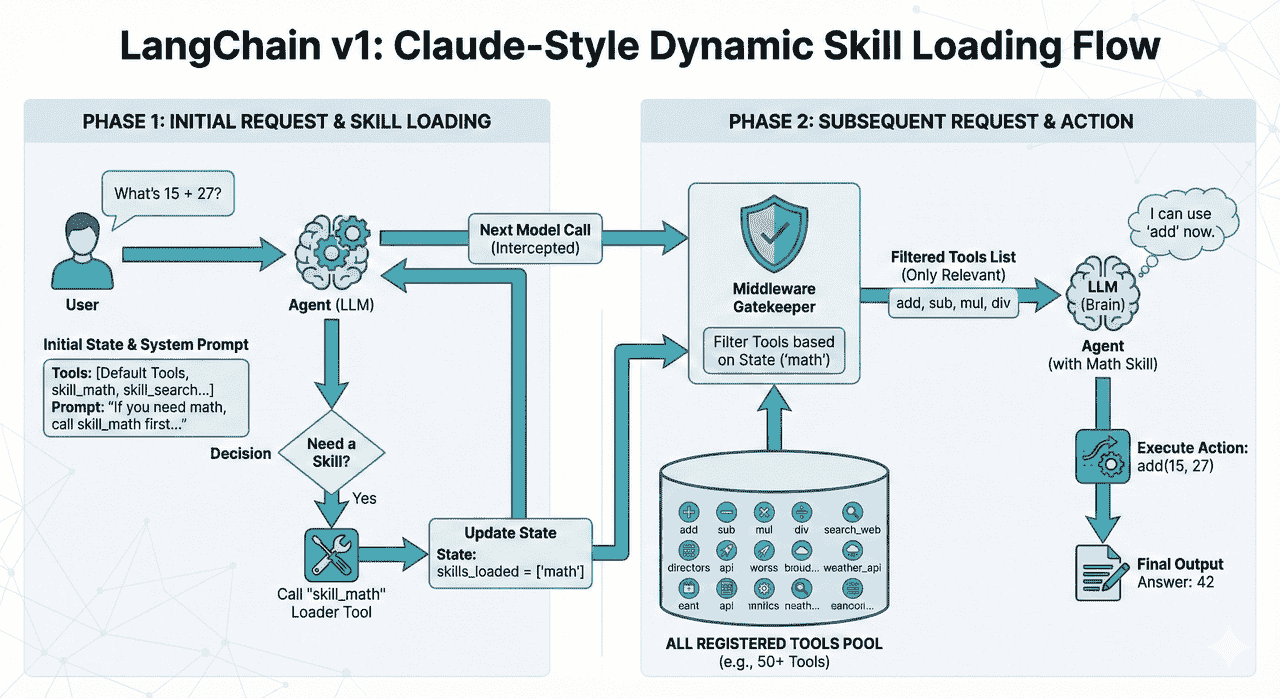 LangChain v1: Claude-Style Dynamic Skill Loading Flow
PHASE 1: INITIAL REQUEST & SKILL LOADING
What's 15 + 27?
User
Agent (LLM)
Initial State & System Prompt
Tools: [Default Tools,
skill_math, skill_search...]
Prompt: “If you need math,
call skill_math first...”
Decision
Need a
Skill?
Yes
Call "skill_math"
Loader Tool
Update State
State:
skills_loaded = ['math']
Next Model Call
(Intercepted)
PHASE 2: SUBSEQUENT REQUEST & ACTION
Middleware
Gatekeeper
Filter Tools based
on State (‘math’)
Filtered Tools List
(Only Relevant)
add, sub, mul, div
I can use
'add' now.
LLM
(Brain)
Agent
(with Math Skill)
Execute Action:
add(15, 27)
Final Output
Answer: 42
add sub mul div search_web
directors api worss broud... weather_api
eant api neath... eancon...
ALL REGISTERED TOOLS POOL
(e.g., 50+ Tools)